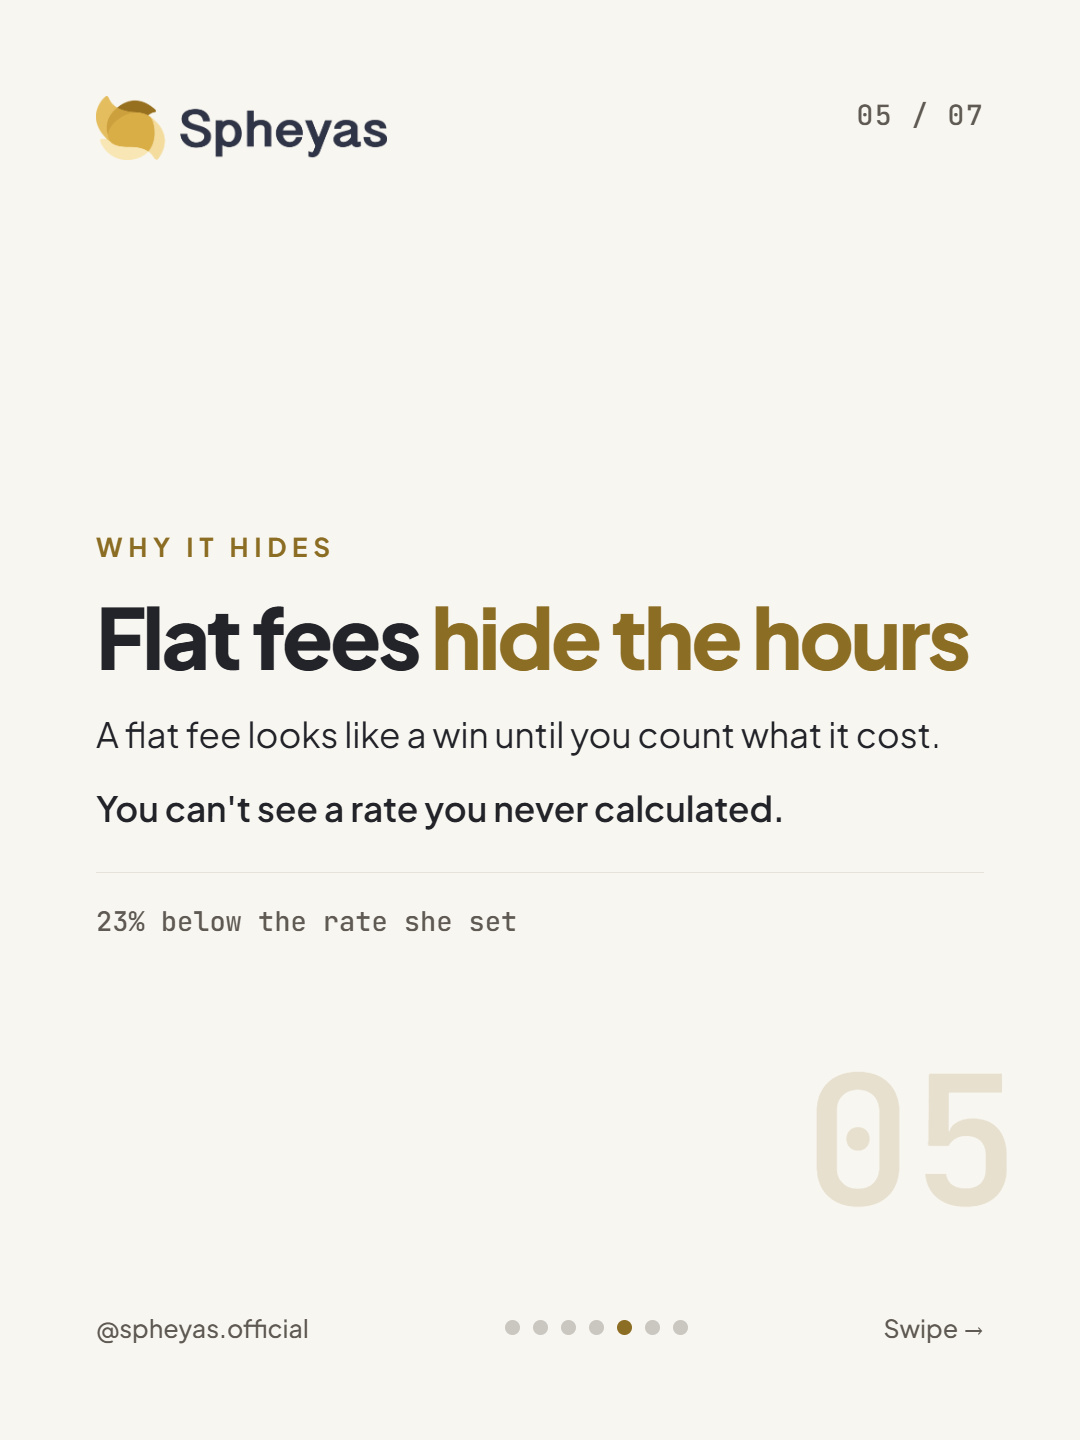 Spheyas
05 / 07
WHY IT HIDES
Flat fees hide the hours
A flat fee looks like a win until you count what it cost.
You can't see a rate you never calculated.
23% below the rate she set
05
@spheyas.official
Swipe →